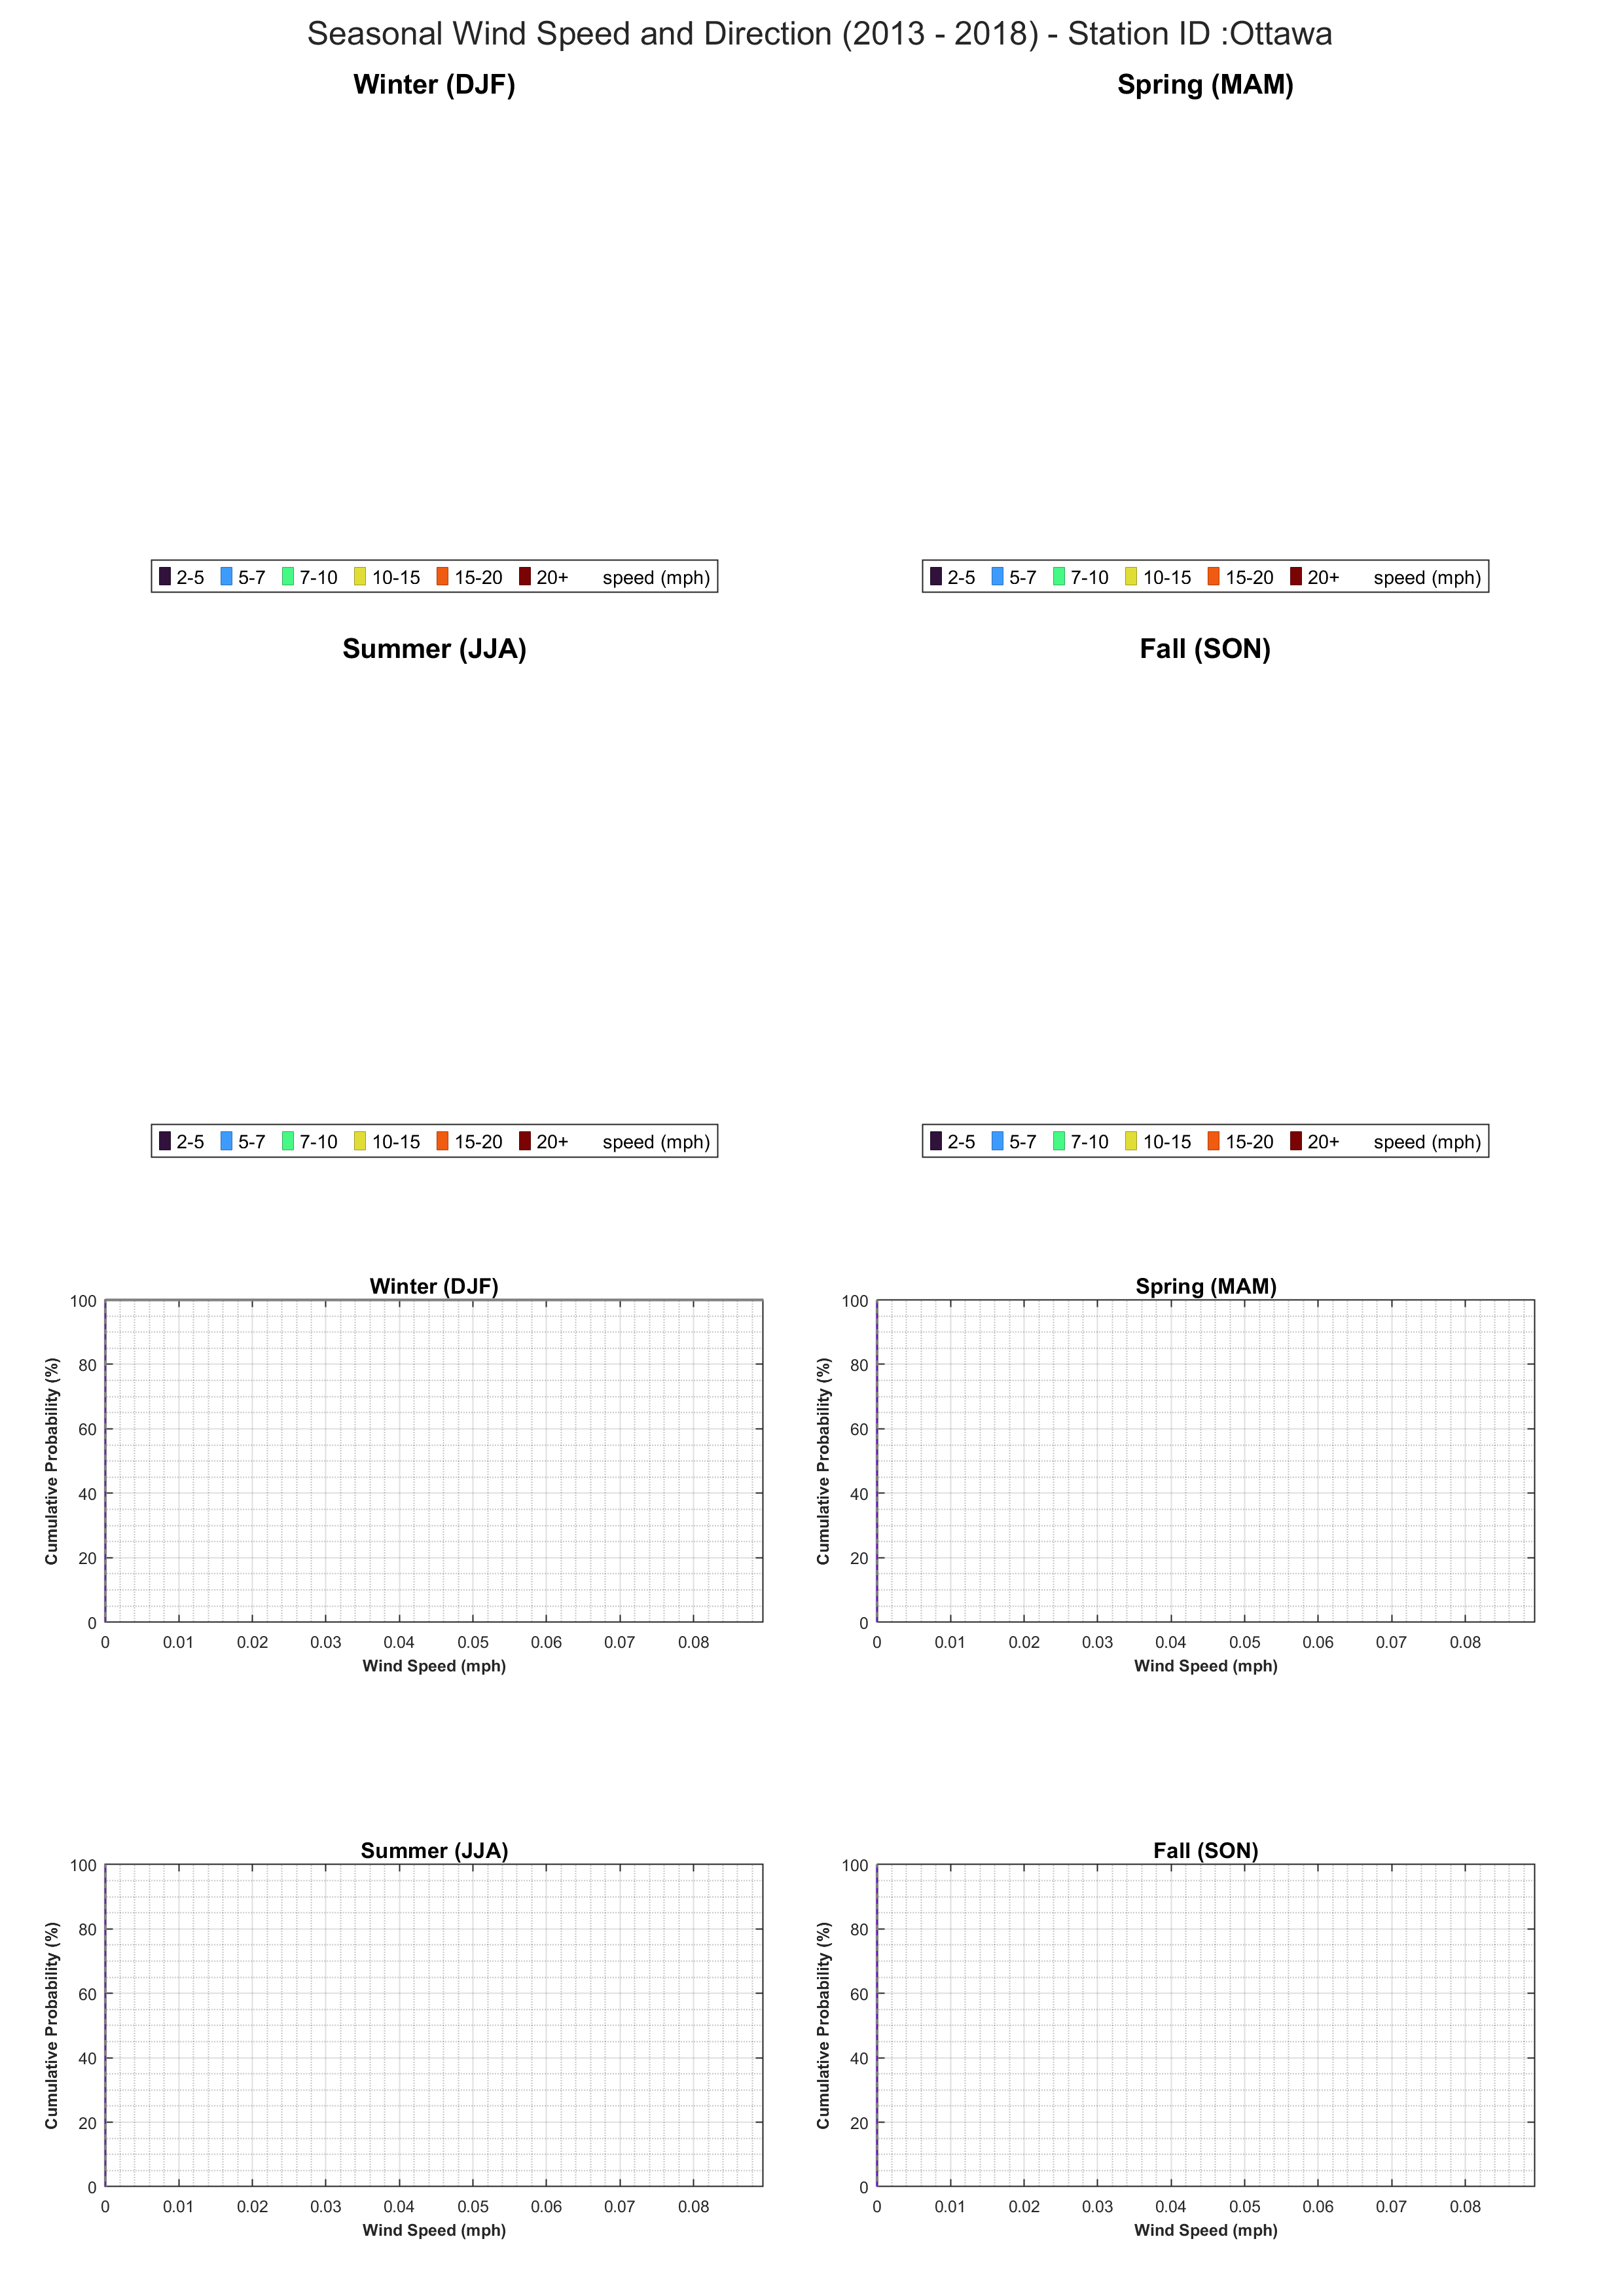 Seasonal Wind Speed and Direction (2013 - 2018) - Station ID :Ottawa
Winter (DJF)
Spring (MAM)
2-5 5-7 7-10 10-15 15-20 20+ speed (mph)
2-5 5-7 7-10 10-15 15-20 20+ speed (mph)
Summer (JJA)
Fall (SON)
2-5 5-7 7-10 10-15 15-20 20+ speed (mph)
2-5 5-7 7-10 10-15 15-20 20+ speed (mph)
Winter (DJF)
Cumulative Probability (%)
100
80
60
40
20
0
0 0.01 0.02 0.03 0.04 0.05 0.06 0.07 0.08
Wind Speed (mph)
Spring (MAM)
Cumulative Probability (%)
100
80
60
40
20
0
0 0.01 0.02 0.03 0.04 0.05 0.06 0.07 0.08
Wind Speed (mph)
Summer (JJA)
Cumulative Probability (%)
100
80
60
40
20
0
0 0.01 0.02 0.03 0.04 0.05 0.06 0.07 0.08
Wind Speed (mph)
Fall (SON)
Cumulative Probability (%)
100
80
60
40
20
0
0 0.01 0.02 0.03 0.04 0.05 0.06 0.07 0.08
Wind Speed (mph)